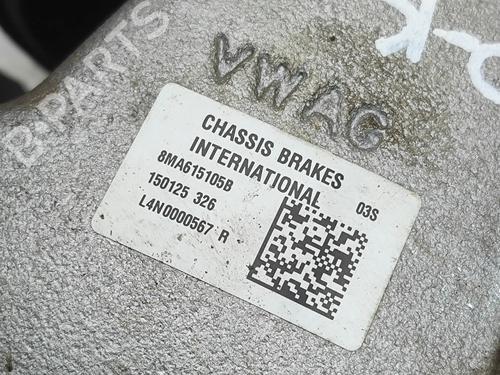 B-PARTS
VWAG
CHASSIS BRAKES
INTERNATIONAL
8MA615105B
03S
150125 326
L4N0000567 R